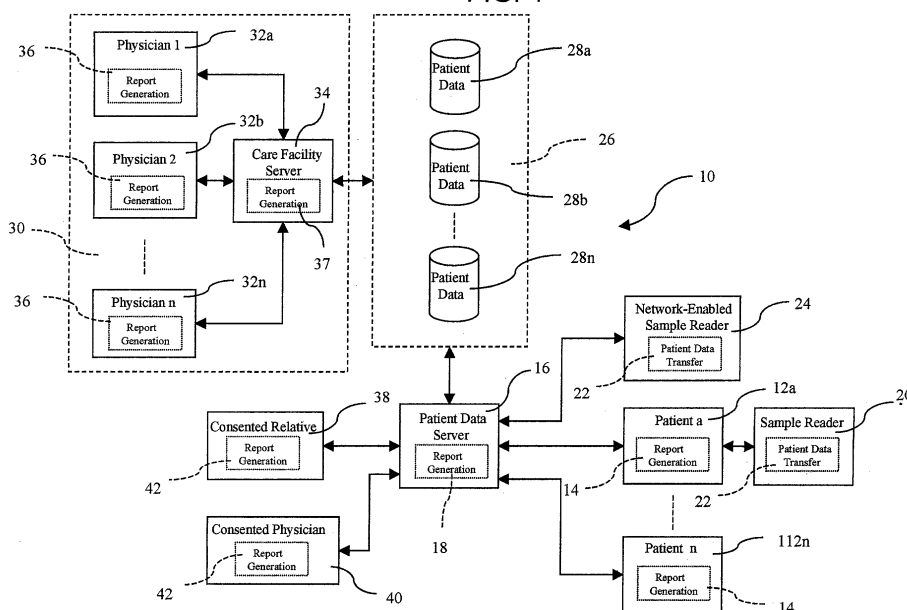 Physician 1
Report
Generation
36
32a
Physician 2
Report
Generation
36
32b
30
Physician n
Report
Generation
36
32n
34
Care Facility
Server
Report
Generation
37
Patient
Data
28a
Patient
Data
28b
26
Patient
Data
28n
10
Network-Enabled
Sample Reader
Patient Data
Transfer
22
24
16
Patient Data
Server
Report
Generation
18
Consented Relative
Report
Generation
38
42
Consented Physician
Report
Generation
42
40
12a
Patient a
Report
Generation
14
Sample Reader
Patient Data
Transfer
22
20
Patient n
Report
Generation
112n
14